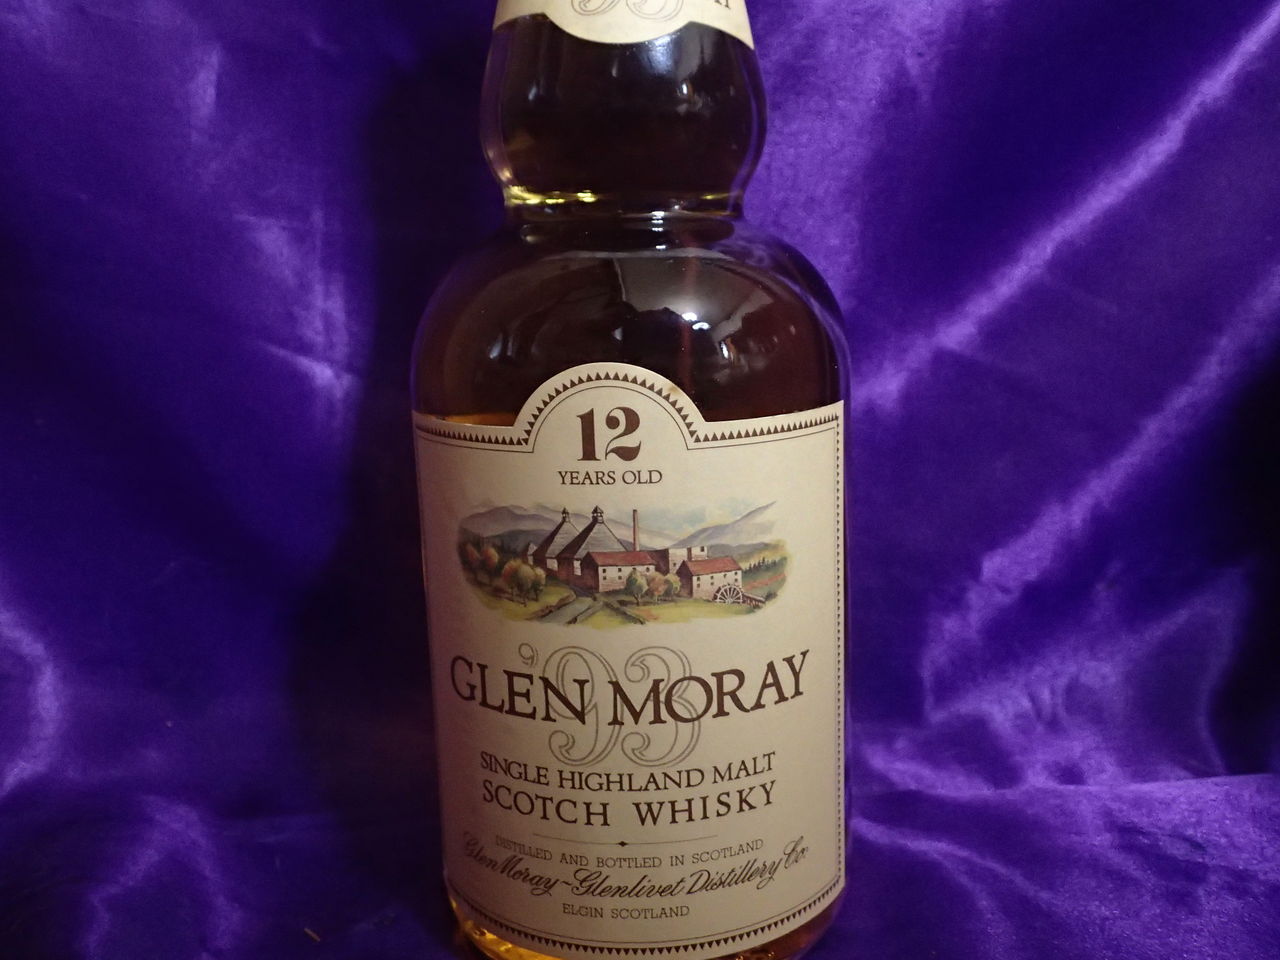 12
YEARS OLD
'93
GLEN MORAY
SINGLE HIGHLAND MALT
SCOTCH WHISKY
DISTILLED AND BOTTLED IN SCOTLAND
Glen Moray-Glenlivet Distillery Co.
ELGIN SCOTLAND